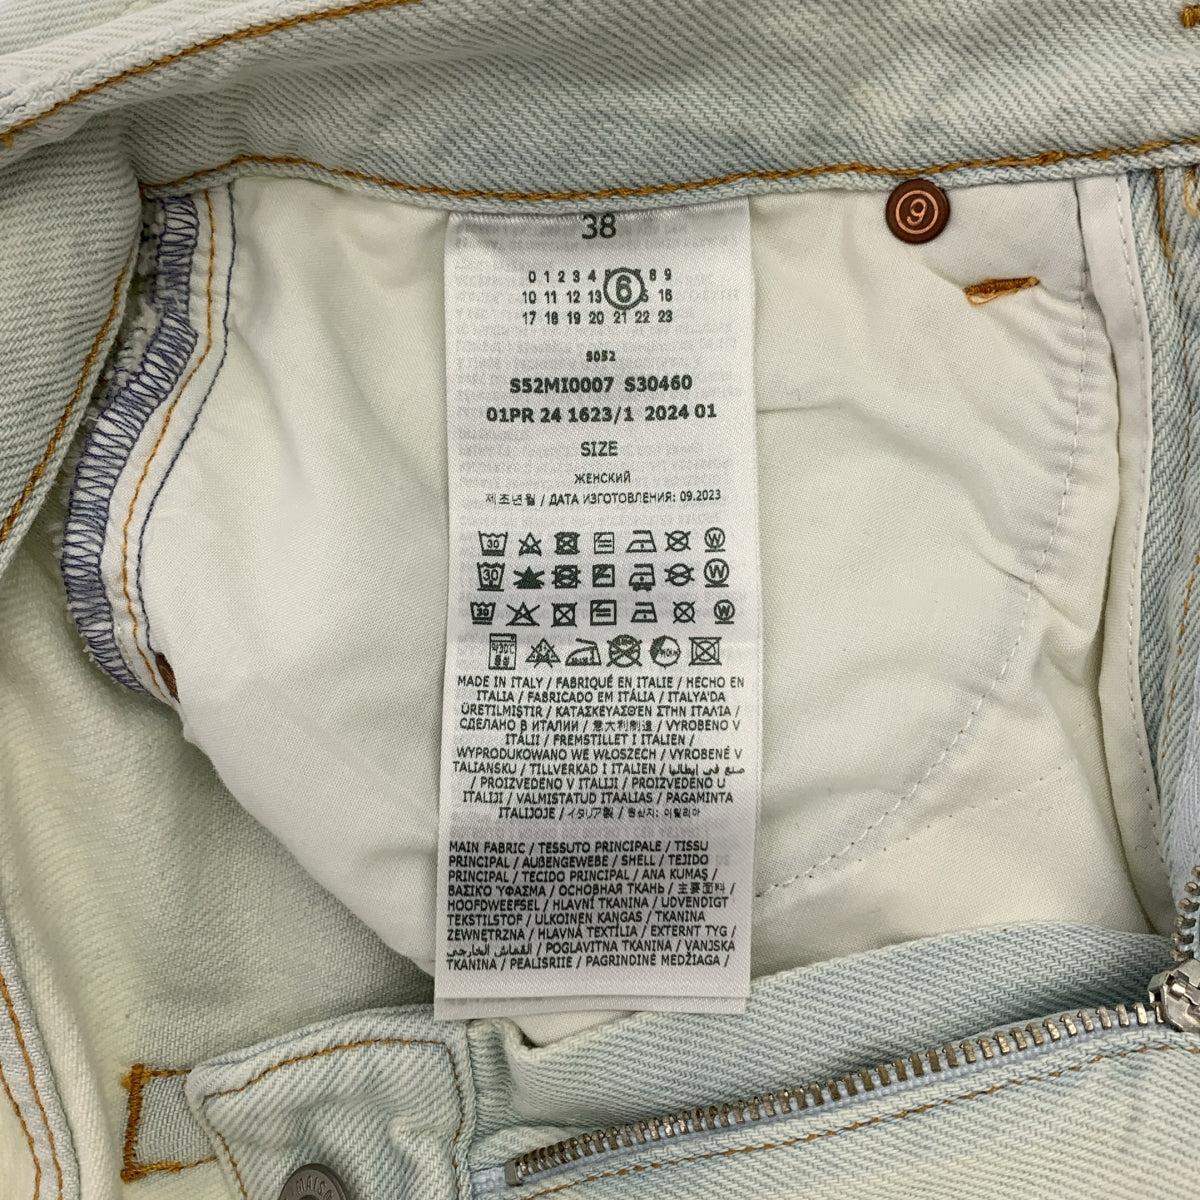 38
9
0 1 2 3 4 6 8 9
10 11 12 13 16
17 18 19 20 21 22 23
S052
S52MI0007 S30460
01PR 24 1623/1 2024 01
SIZE
ЖЕНСКИЙ
제조년월 / ДАТА ИЗГОТОВЛЕНИЯ: 09.2023
30 W
30 W
30 W
MADE IN ITALY / FABRIQUÉ EN ITALIE / HECHO EN
ITALIA / FABRICADO EM ITÁLIA / ITALYA'DA
ÜRETILMIŞTIR / ΚΑΤΑΣΚΕΥΑΣΘΕΝ ΣΤΗΝ ΙΤΑΛΙΑ /
СДЕЛАНО В ИТАЛИИ / 意大利制造 / VYROBENO V
ITÁLII / FREMSTILLET I ITALIEN /
WYPRODUKOWANO WE WŁOSZECH / VYROBENÉ V
TALIANSKU / TILLVERKAD I ITALIEN / صنع في إيطاليا
/ PROIZVEDENO V ITALIJI / PROIZVEDENO U
ITALIJI / VALMISTATUD ITAALIAS / PAGAMINTA
ITALIJOJE / イタリア製 / 원산지: 이탈리아
MAIN FABRIC / TESSUTO PRINCIPALE / TISSU
PRINCIPAL / AUßENGEWEBE / SHELL / TEJIDO
PRINCIPAL / TECIDO PRINCIPAL / ANA KUMAŞ /
ΒΑΣΙΚΟ ΎΦΑΣΜΑ / ОСНОВНАЯ ТКАНЬ / 主要面料 /
HOOFDWEEFSEL / HLAVNÍ TKANINA / UDVENDIGT
TEKSTILSTOF / ULKOINEN KANGAS / TKANINA
ZEWNĘTRZNA / HLAVNÁ TEXTÍLIA / EXTERNT TYG /
القماش الخارجي / POGLAVITNA TKANINA / VANJSKA
TKANINA / PEALISRIIE / PAGRINDINĖ MEDŽIAGA /
MAISO